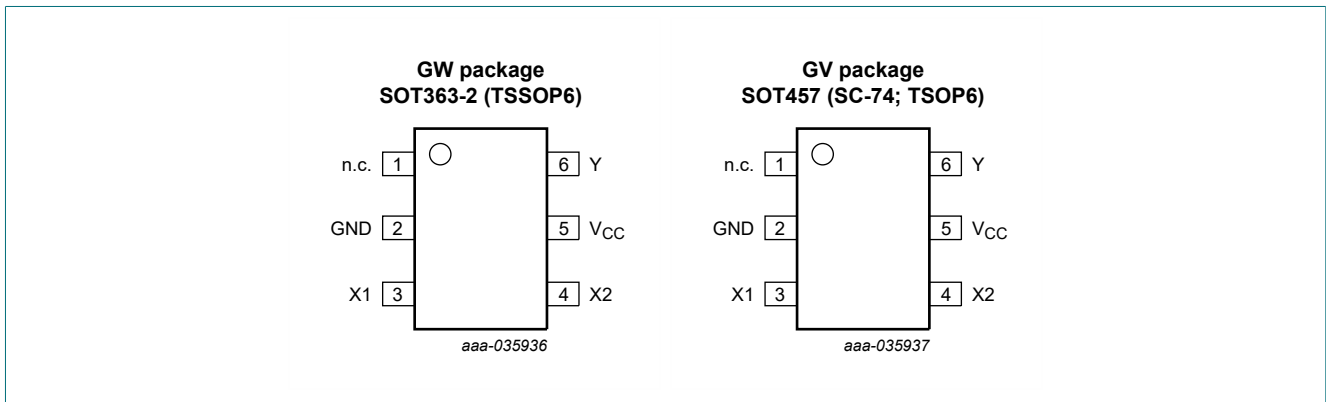 GW package
SOT363-2 (TSSOP6)
n.c. 1
6 Y
GND 2
5 VCC
X1 3
4 X2
aaa-035936
GV package
SOT457 (SC-74; TSOP6)
n.c. 1
6 Y
GND 2
5 VCC
X1 3
4 X2
aaa-035937